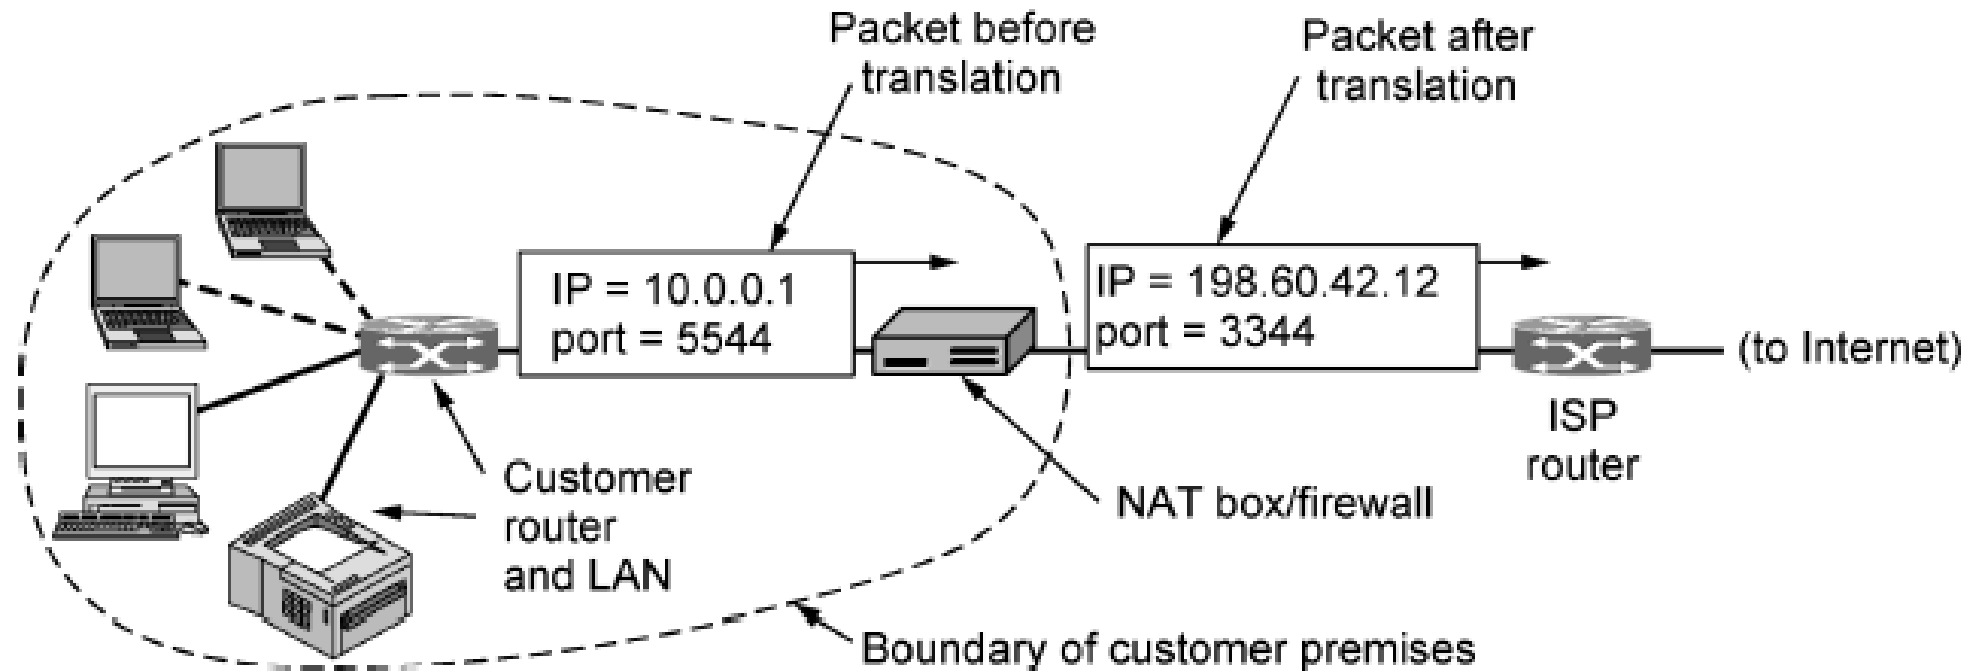 Packet before
translation
Packet after
translation
IP = 10.0.0.1
port = 5544
IP = 198.60.42.12
port = 3344
(to Internet)
ISP
router
Customer
router
and LAN
NAT box/firewall
Boundary of customer premises